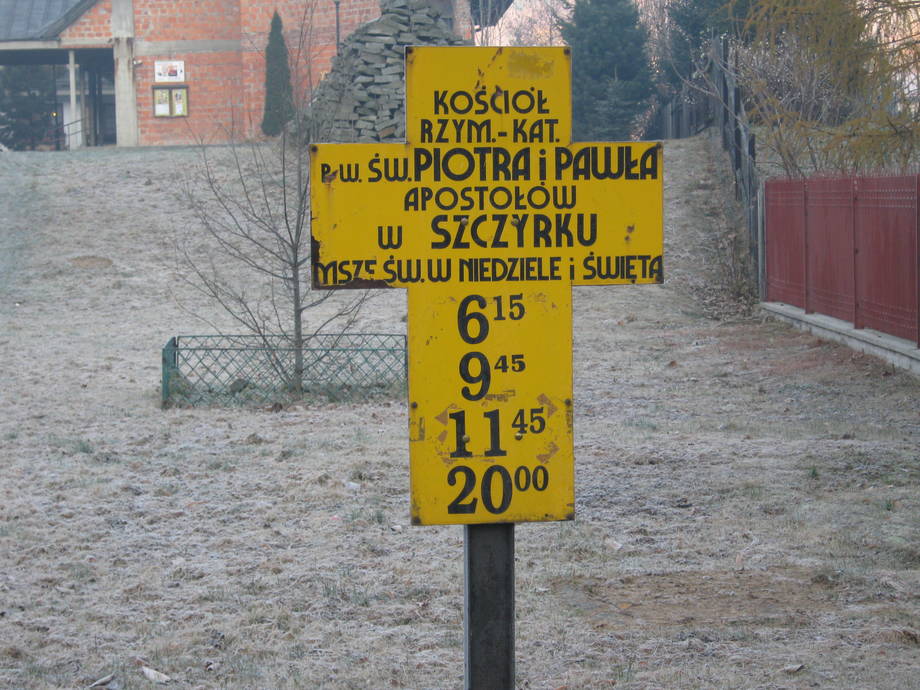 KOŚCIÓŁ
RZYM.- KAT.
P. W. ŚW. PIOTRA i PAWŁA
APOSTOŁÓW
W SZCZYRKU
MSZE ŚW. W NIEDZIELE i ŚWIĘTA
6 15
9 45
11 45
20 00